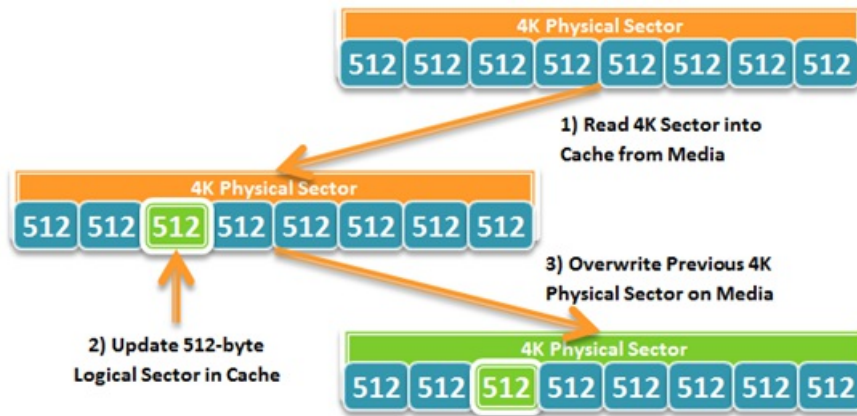 4K Physical Sector
512 512 512 512 512 512 512 512
1) Read 4K Sector into
Cache from Media
4K Physical Sector
512 512 512 512 512 512 512 512
2) Update 512-byte
Logical Sector in Cache
3) Overwrite Previous 4K
Physical Sector on Media
4K Physical Sector
512 512 512 512 512 512 512 512